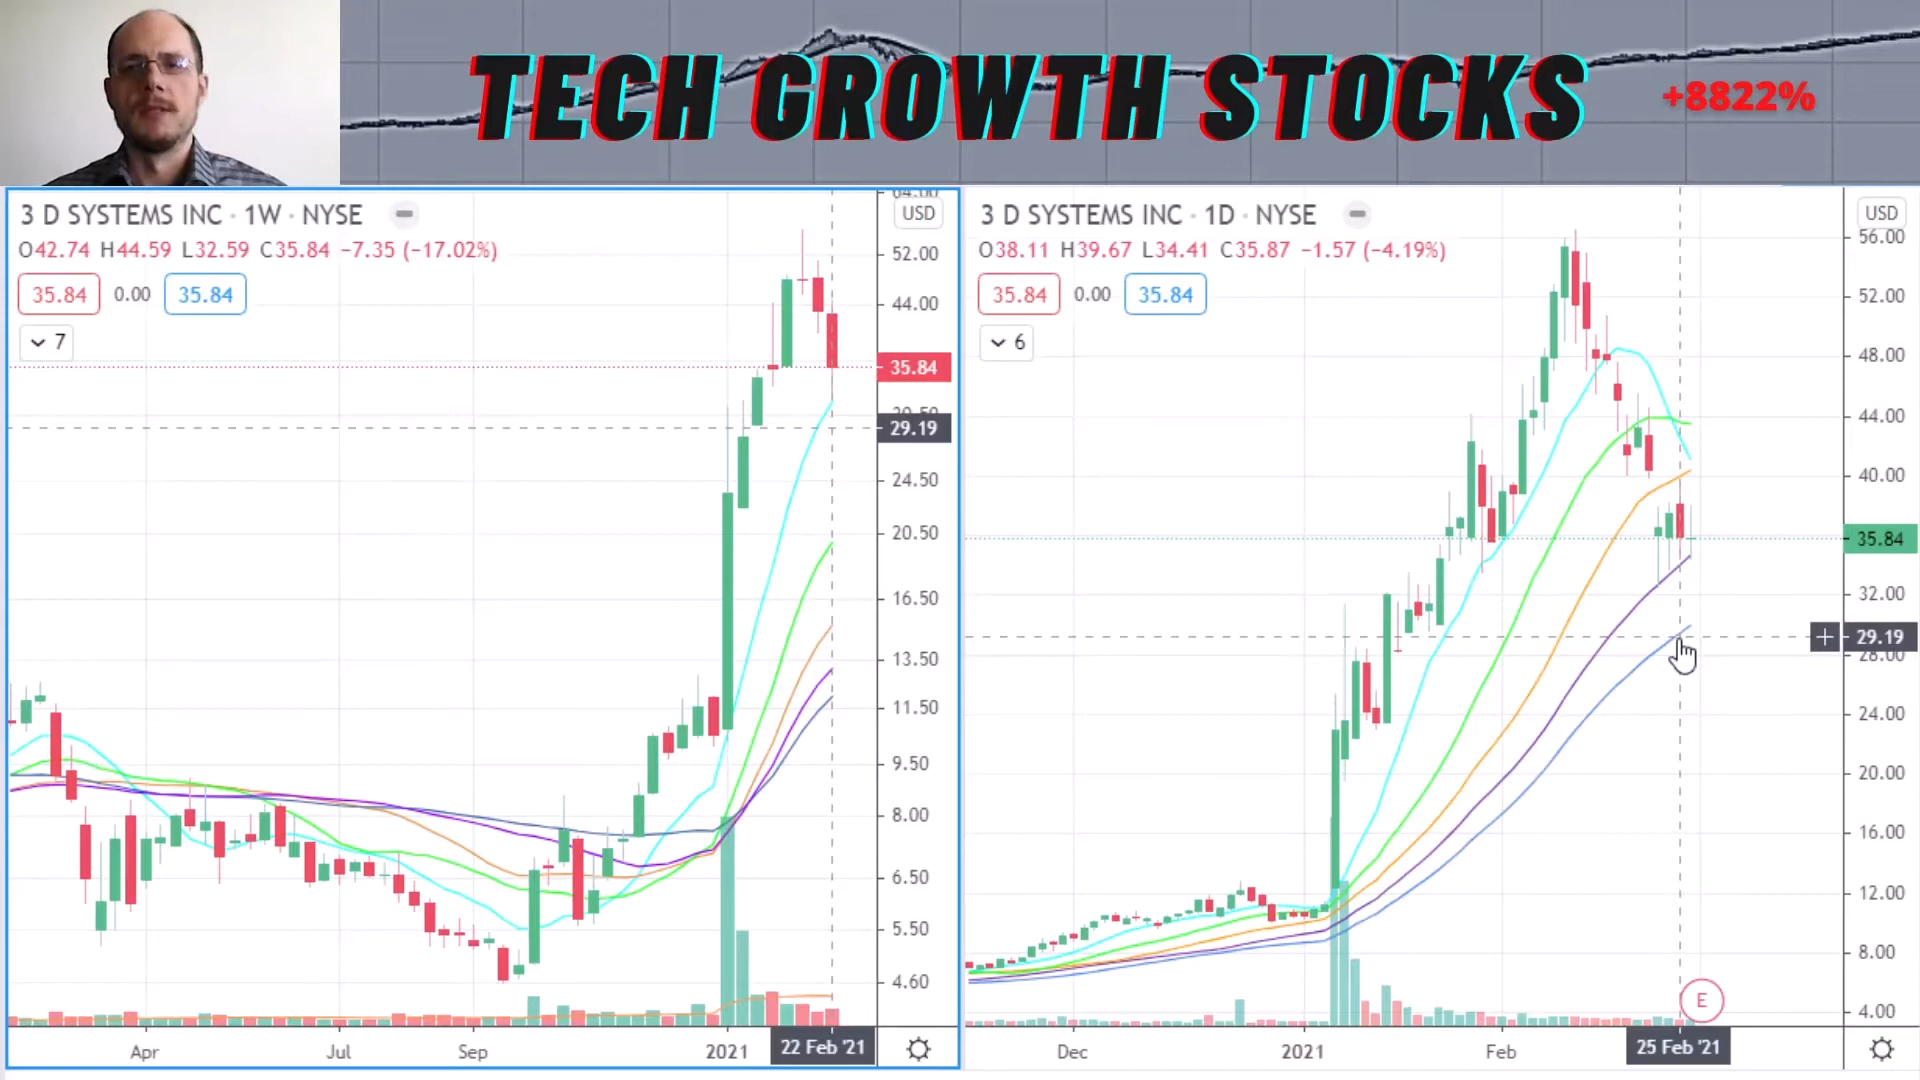 TECH GROWTH STOCKS
+8822%
3 D SYSTEMS INC · 1W · NYSE
USD
O42.74 H44.59 L32.59 C35.84 −7.35 (−17.02%)
35.84 0.00 35.84
7
52.00
44.00
35.84
29.19
24.50
20.50
16.50
13.50
11.50
9.50
8.00
6.50
5.50
4.60
Apr Jul Sep 2021 22 Feb '21
3 D SYSTEMS INC · 1D · NYSE
USD
O38.11 H39.67 L34.41 C35.87 −1.57 (−4.19%)
35.84 0.00 35.84
6
56.00
52.00
48.00
44.00
40.00
35.84
32.00
29.19
28.00
24.00
20.00
16.00
12.00
8.00
4.00
E
Dec 2021 Feb 25 Feb '21